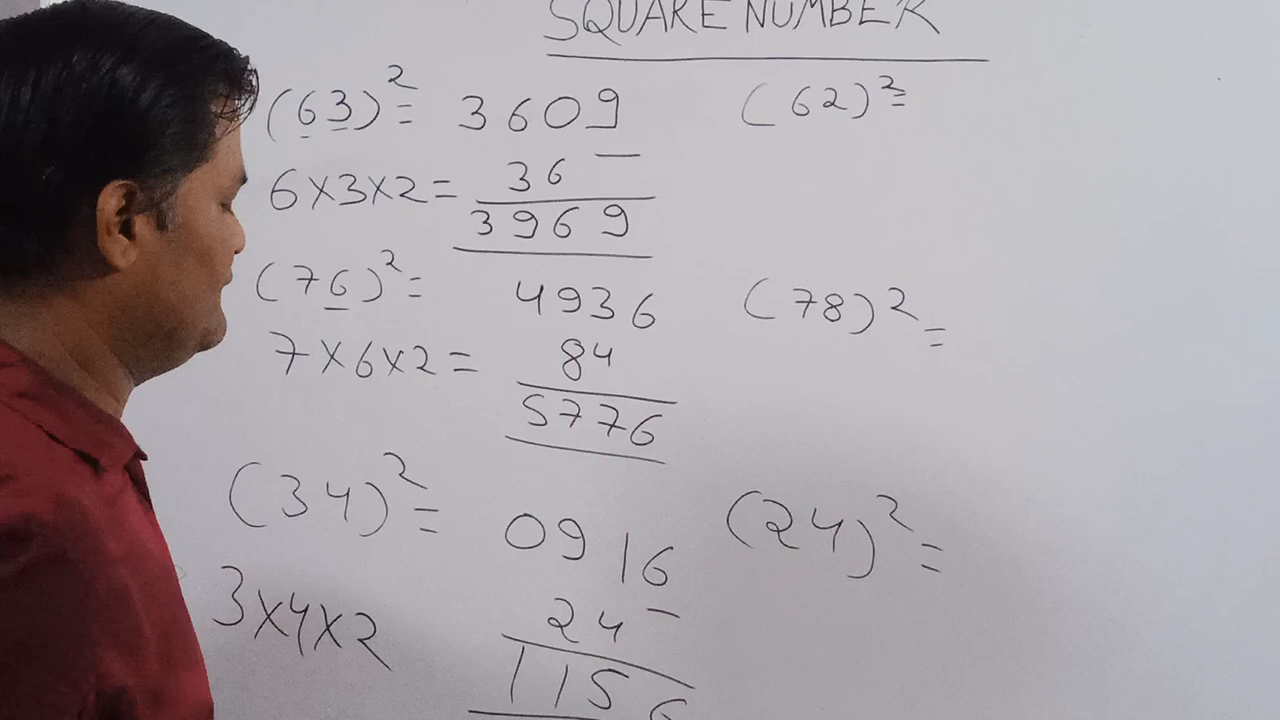 SQUARE NUMBER
(63)² = 3609
6×3×2 = 36
3969
(76)² = 4936
7×6×2 = 84
5776
(34)² = 0916
3×4×2 24
1156
(62)² =
(78)² =
(24)² =